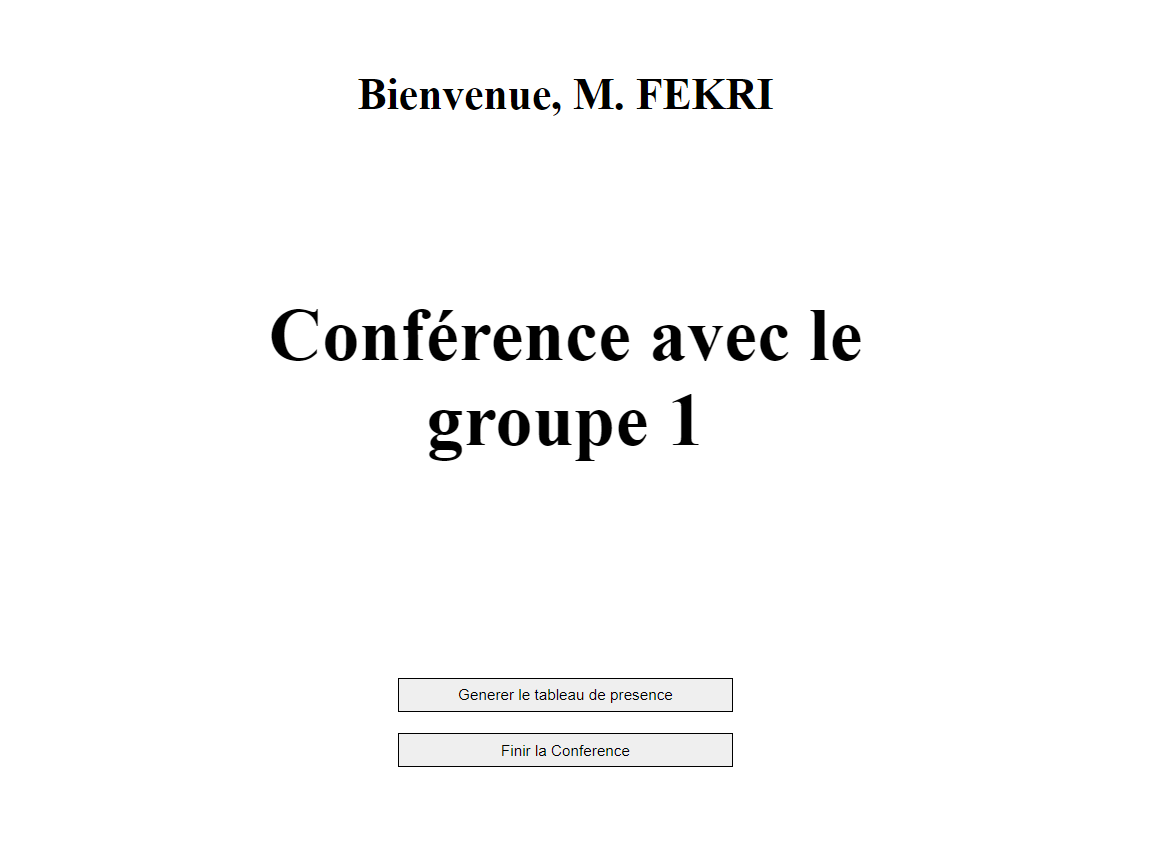 Bienvenue, M. FEKRI
Conférence avec le
groupe 1
Generer le tableau de presence
Finir la Conference